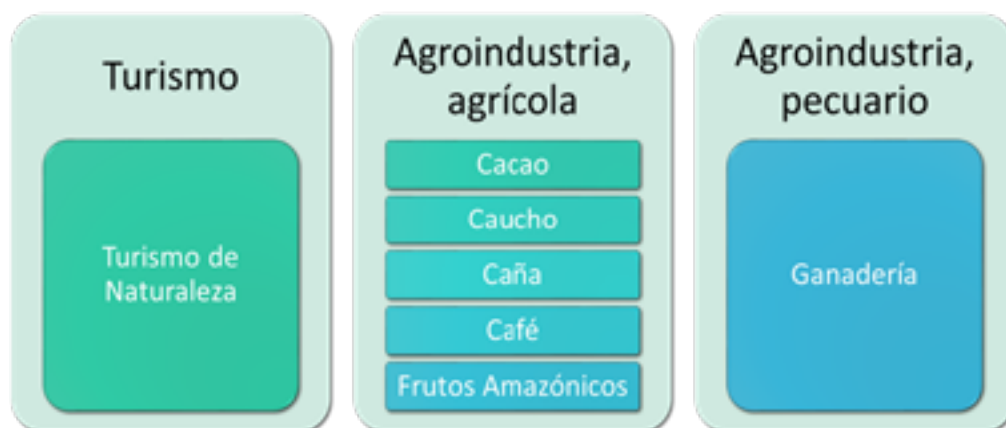 Turismo
Turismo de
Naturaleza
Agroindustria,
agrícola
Cacao
Caucho
Caña
Café
Frutos Amazónicos
Agroindustria,
pecuario
Ganadería